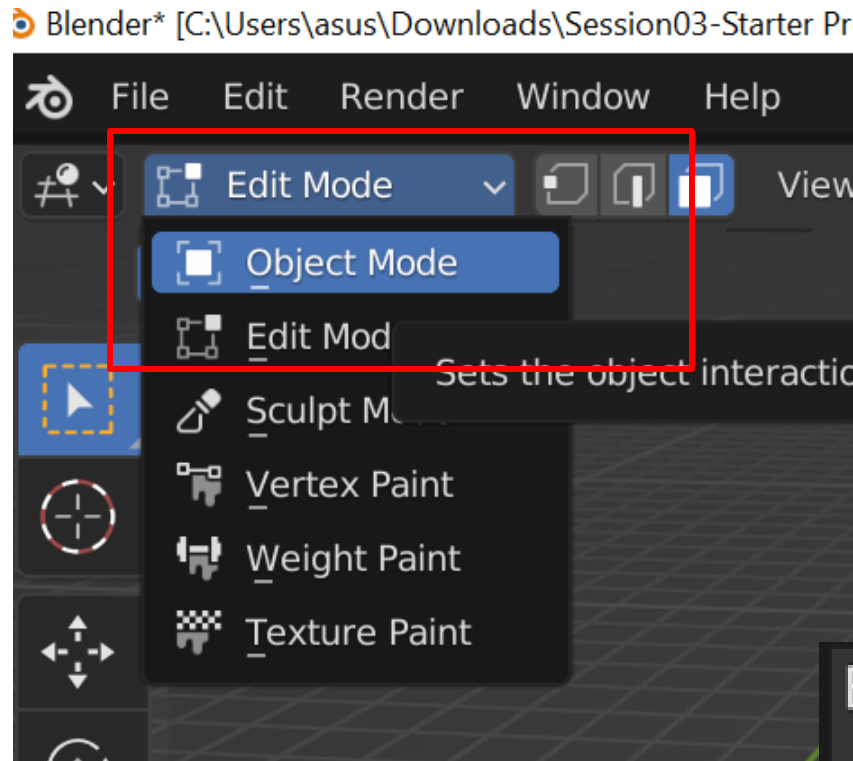 Blender* [C:\Users\asus\Downloads\Session03-Starter Pr
File Edit Render Window Help
Edit Mode View
Object Mode
Edit Mod
Sets the object interactio
Sculpt M
Vertex Paint
Weight Paint
Texture Paint